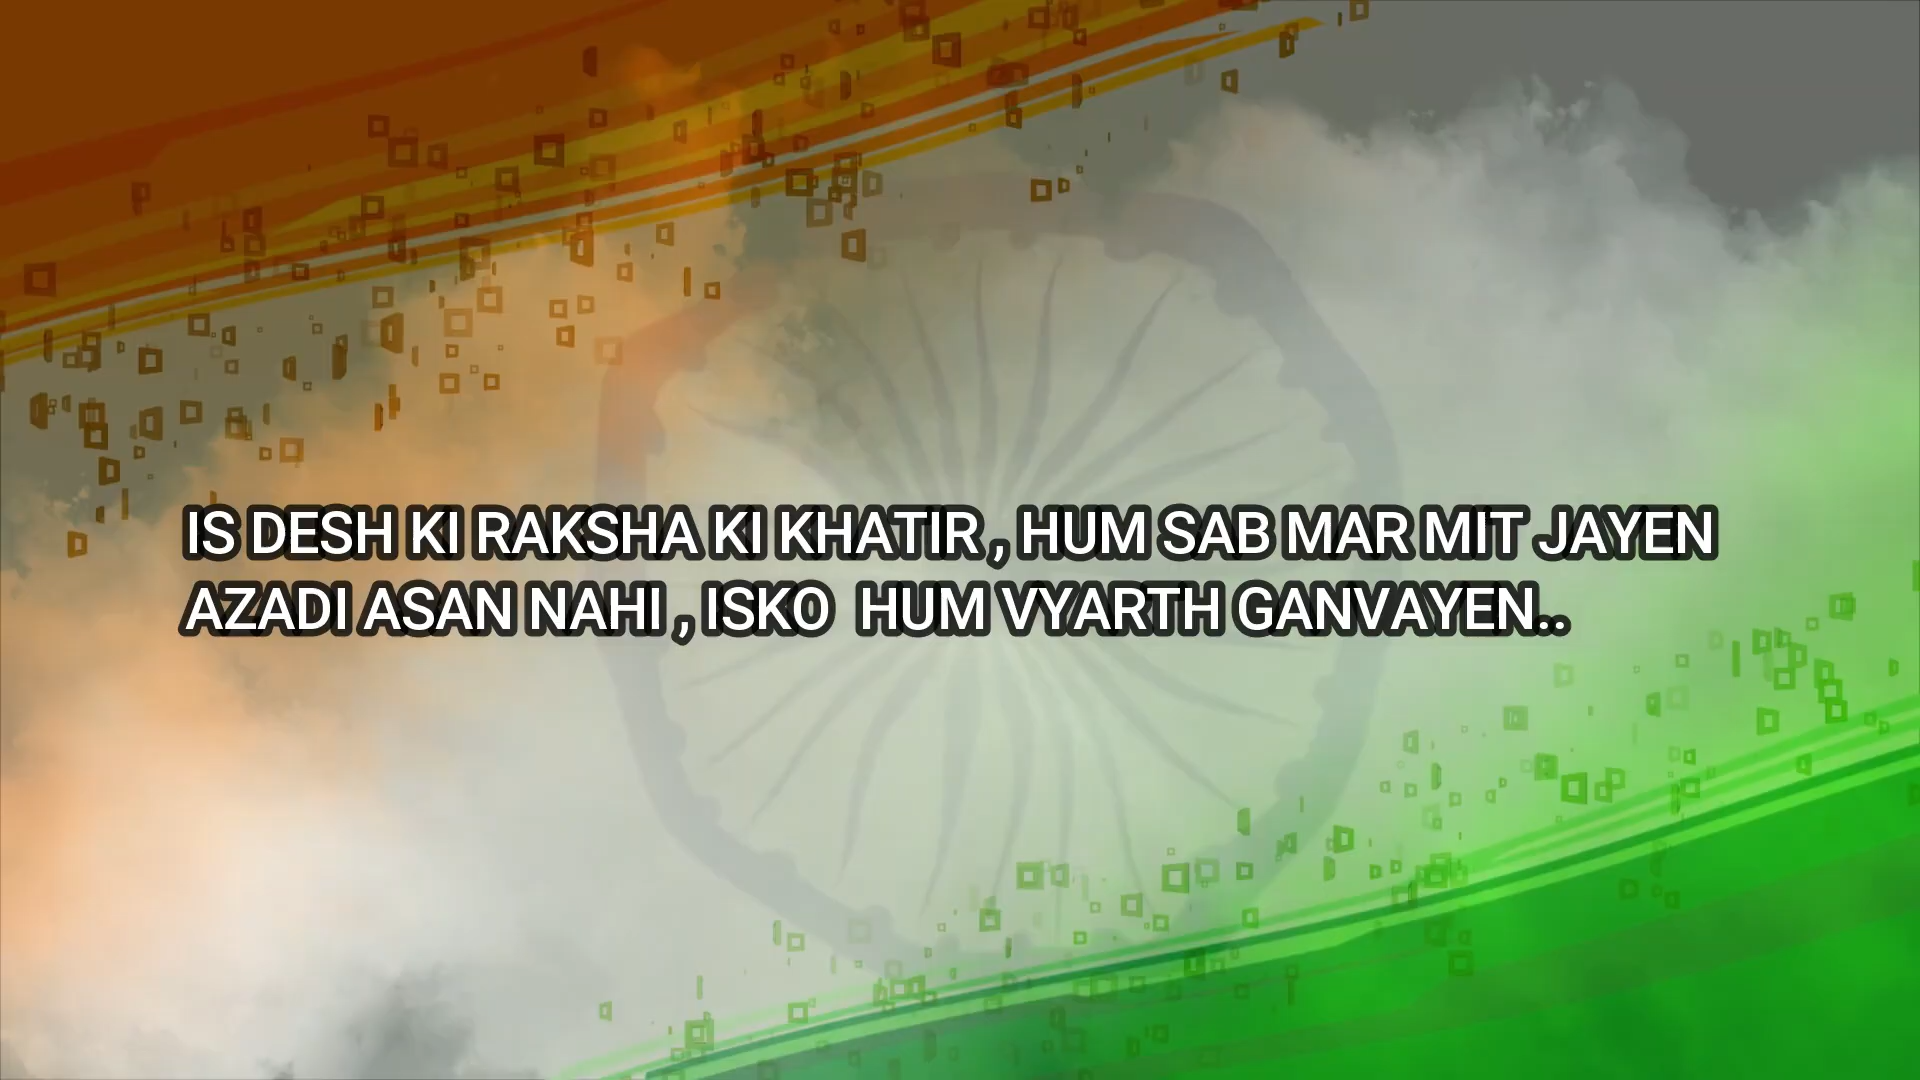 IS DESH KI RAKSHA KI KHATIR , HUM SAB MAR MIT JAYEN
AZADI ASAN NAHI , ISKO  HUM VYARTH GANVAYEN..